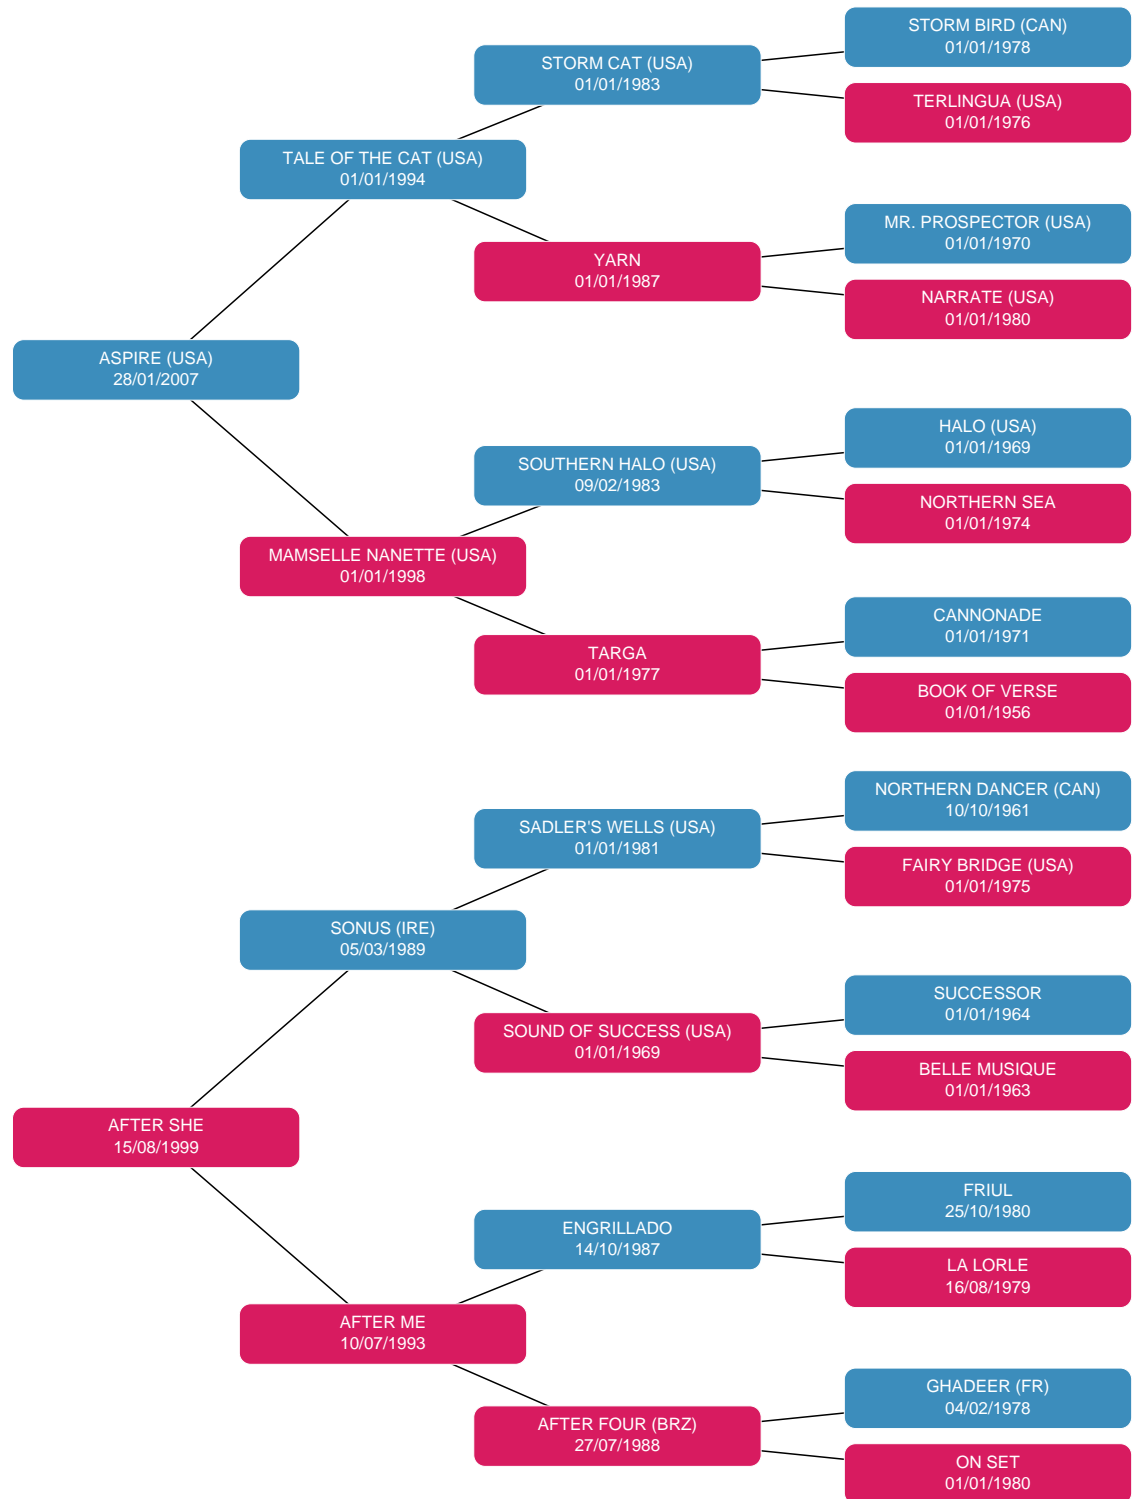 STORM BIRD (CAN)
01/01/1978
STORM CAT (USA)
01/01/1983
TERLINGUA (USA)
01/01/1976
TALE OF THE CAT (USA)
01/01/1994
MR. PROSPECTOR (USA)
01/01/1970
YARN
01/01/1987
NARRATE (USA)
01/01/1980
ASPIRE (USA)
28/01/2007
HALO (USA)
01/01/1969
SOUTHERN HALO (USA)
09/02/1983
NORTHERN SEA
01/01/1974
MAMSELLE NANETTE (USA)
01/01/1998
CANNONADE
01/01/1971
TARGA
01/01/1977
BOOK OF VERSE
01/01/1956
NORTHERN DANCER (CAN)
10/10/1961
SADLER'S WELLS (USA)
01/01/1981
FAIRY BRIDGE (USA)
01/01/1975
SONUS (IRE)
05/03/1989
SUCCESSOR
01/01/1964
SOUND OF SUCCESS (USA)
01/01/1969
BELLE MUSIQUE
01/01/1963
AFTER SHE
15/08/1999
FRIUL
25/10/1980
ENGRILLADO
14/10/1987
LA LORLE
16/08/1979
AFTER ME
10/07/1993
GHADEER (FR)
04/02/1978
AFTER FOUR (BRZ)
27/07/1988
ON SET
01/01/1980